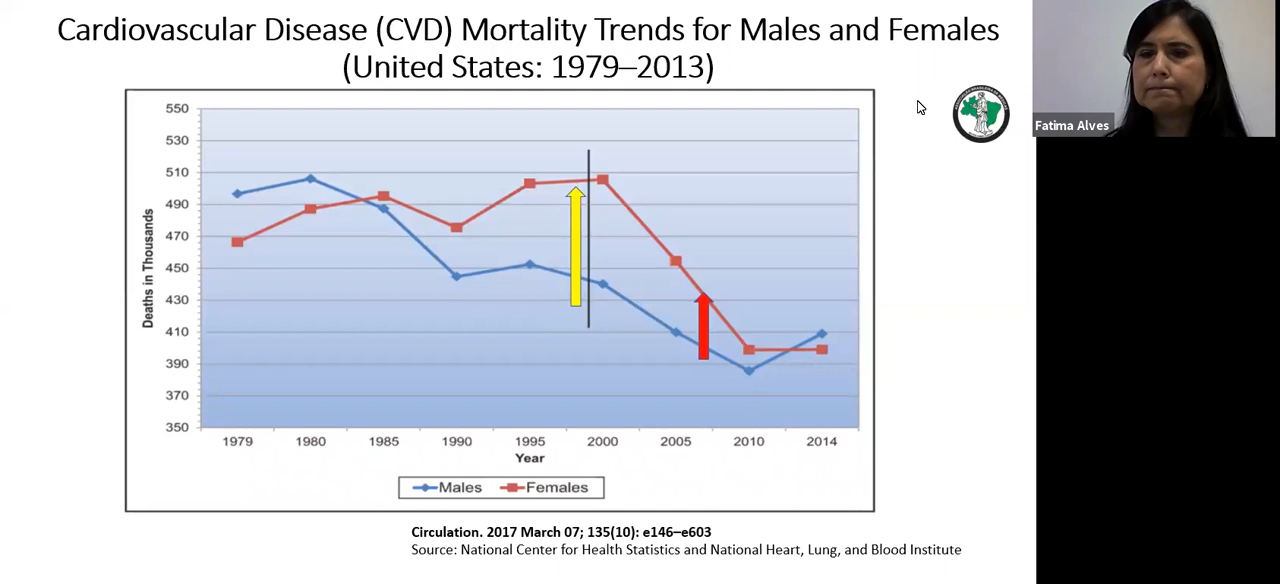 Cardiovascular Disease (CVD) Mortality Trends for Males and Females
(United States: 1979–2013)
Fatima Alves
Deaths in Thousands
550
530
510
490
470
450
430
410
390
370
350
1979 1980 1985 1990 1995 2000 2005 2010 2014
Year
Males Females
Circulation. 2017 March 07; 135(10): e146–e603
Source: National Center for Health Statistics and National Heart, Lung, and Blood Institute